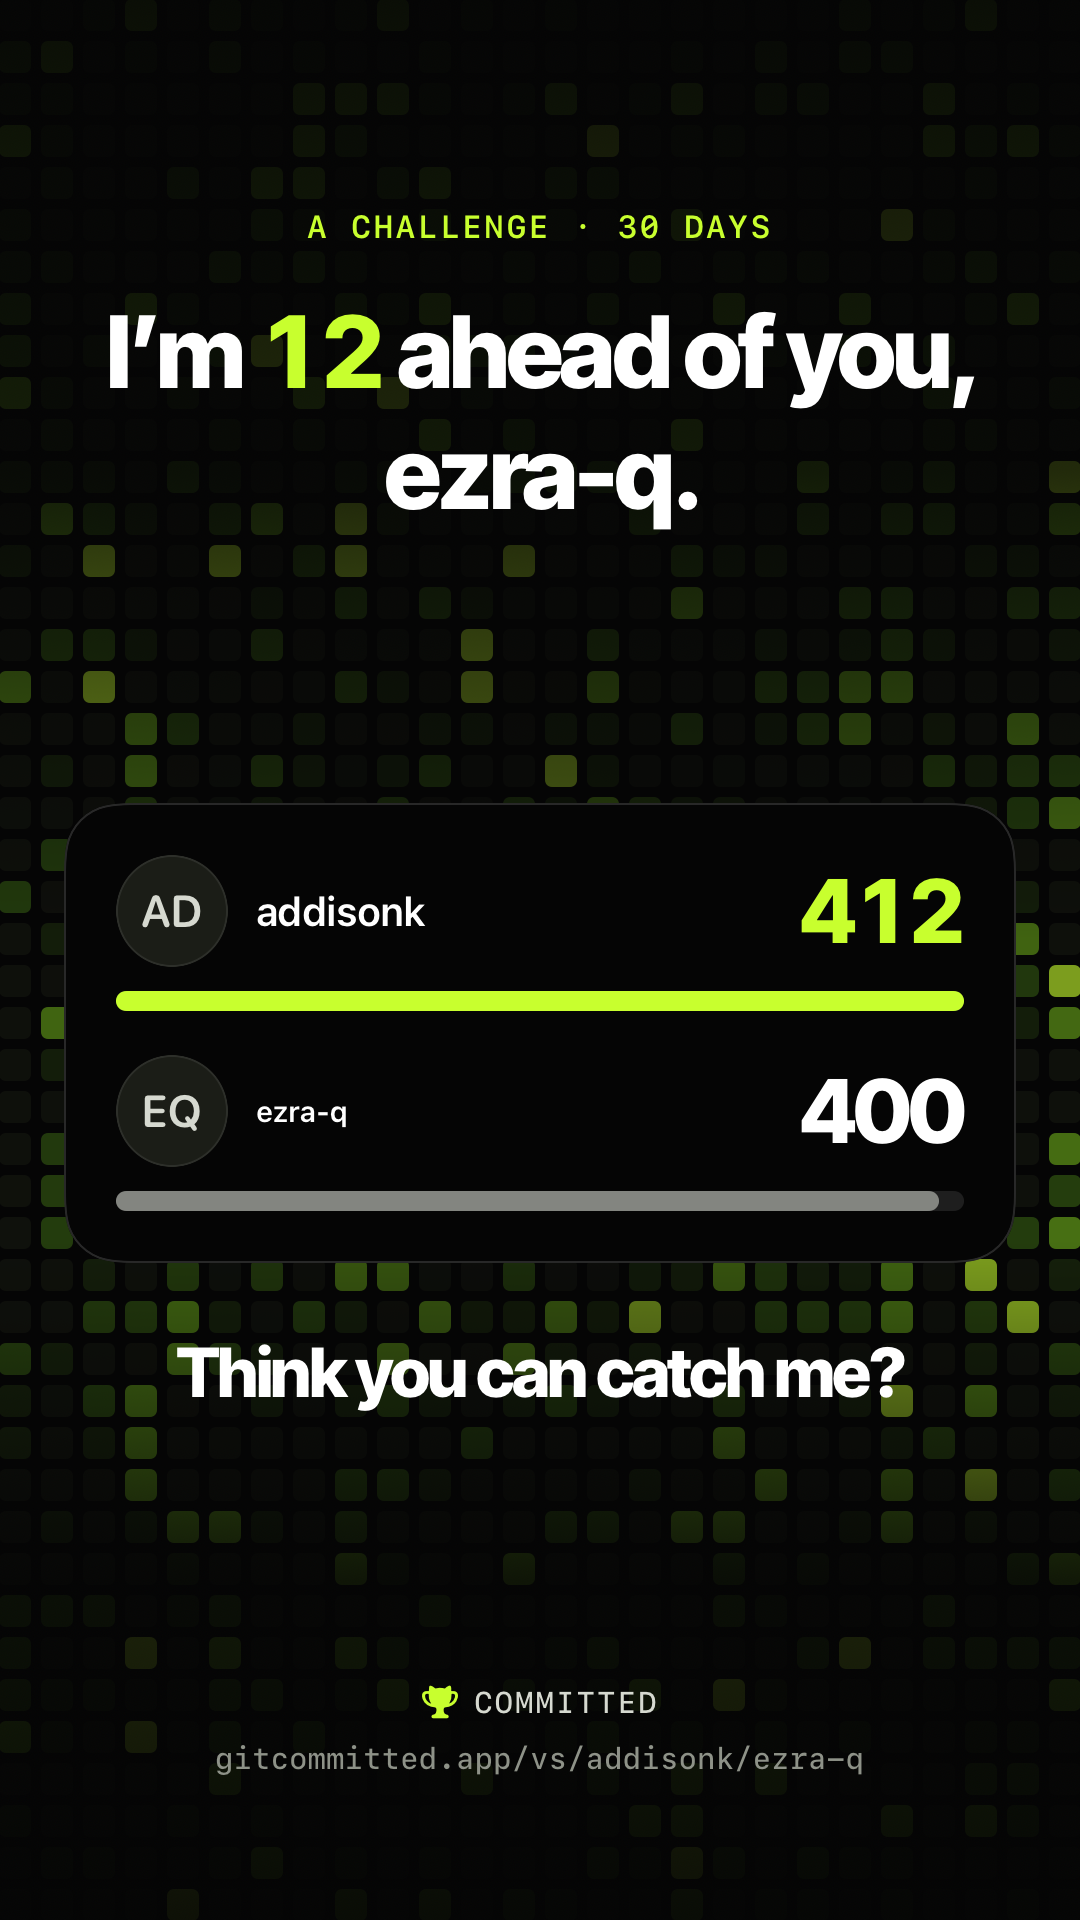 A CHALLENGE · 30 DAYS
I’m 12 ahead of you,
ezra-q.
AD addisonk 412
EQ ezra-q 400
Think you can catch me?
COMMITTED
gitcommitted.app/vs/addisonk/ezra-q